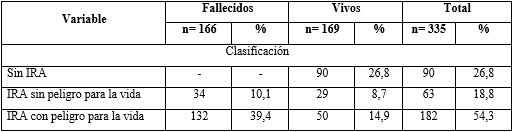 Variable Fallecidos Vivos Total
n= 166 % n= 169 % n= 335 %
Clasificación
Sin IRA - - 90 26,8 90 26,8
IRA sin peligro para la vida 34 10,1 29 8,7 63 18,8
IRA con peligro para la vida 132 39,4 50 14,9 182 54,3